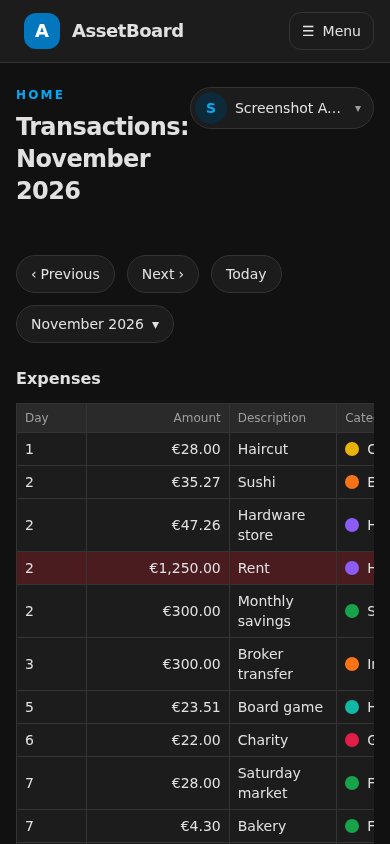 A AssetBoard ☰ Menu
HOME
Transactions: November 2026
S Screenshot A... ▾
‹ Previous Next › Today
November 2026 ▾
Expenses
Day Amount Description
1 €28.00 Haircut
2 €35.27 Sushi
2 €47.26 Hardware store
2 €1,250.00 Rent
2 €300.00 Monthly savings
3 €300.00 Broker transfer
5 €23.51 Board game
6 €22.00 Charity
7 €28.00 Saturday market
7 €4.30 Bakery